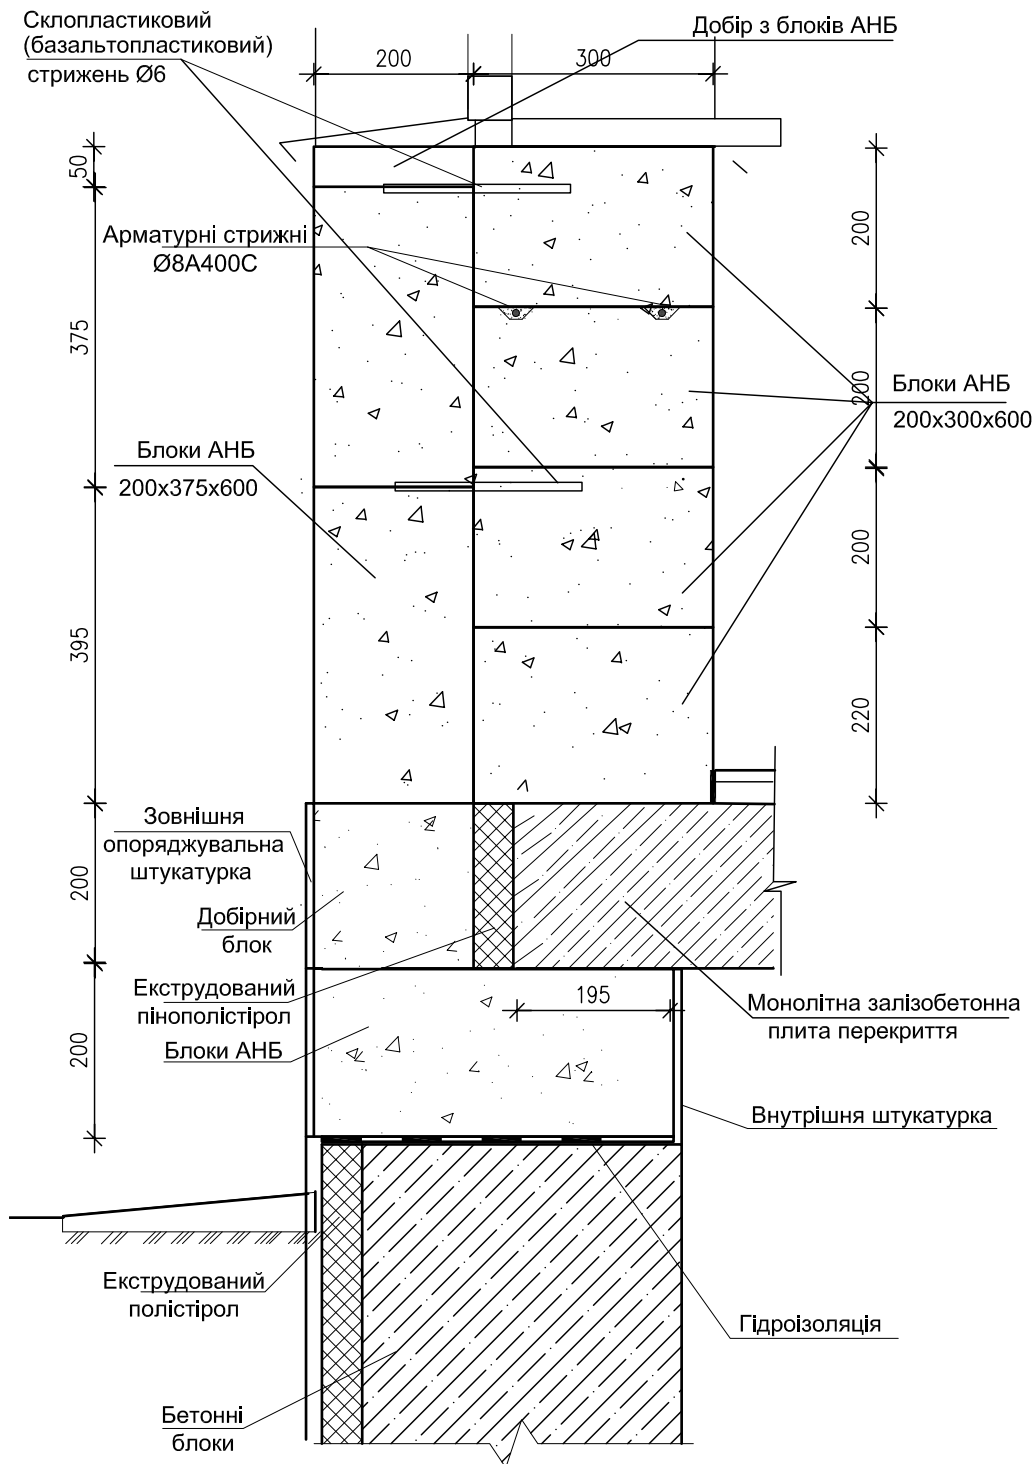 Склопластиковий
(базальтопластиковий)
стрижень Ø6
Добір з блоків АНБ
200
300
50
Арматурні стрижні
Ø8А400С
200
375
200
Блоки АНБ
200х300х600
Блоки АНБ
200х375х600
200
395
220
Зовнішня
опоряджувальна
штукатурка
200
Добірний
блок
Екструдований
пінополістірол
195
Монолітна залізобетонна
плита перекриття
200
Блоки АНБ
Внутрішня штукатурка
Екструдований
полістірол
Гідроізоляція
Бетонні
блоки